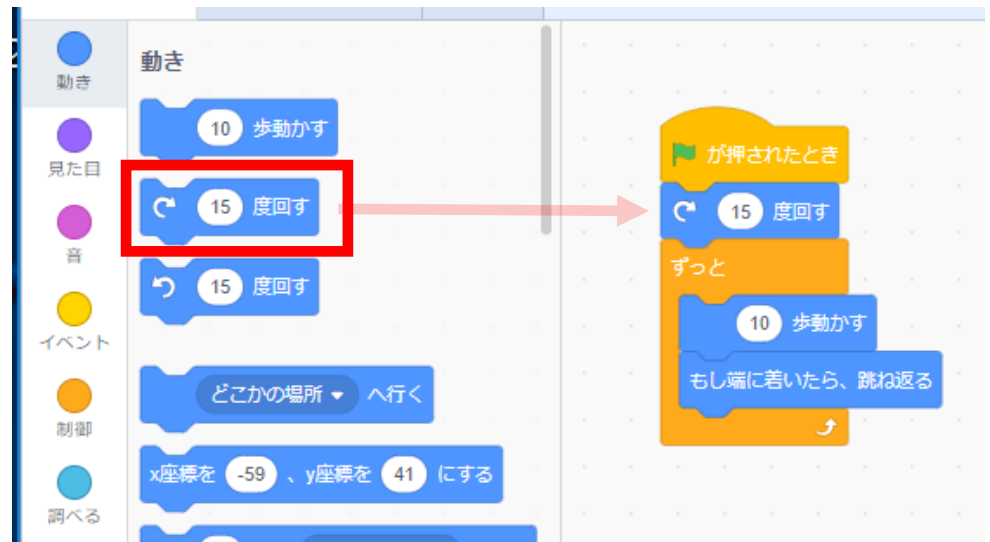 動き
見た目
音
イベント
制御
調べる
動き
10 歩動かす
15 度回す
15 度回す
どこかの場所 へ行く
x座標を -59 、y座標を 41 にする
が押されたとき
15 度回す
ずっと
10 歩動かす
もし端に着いたら、跳ね返る